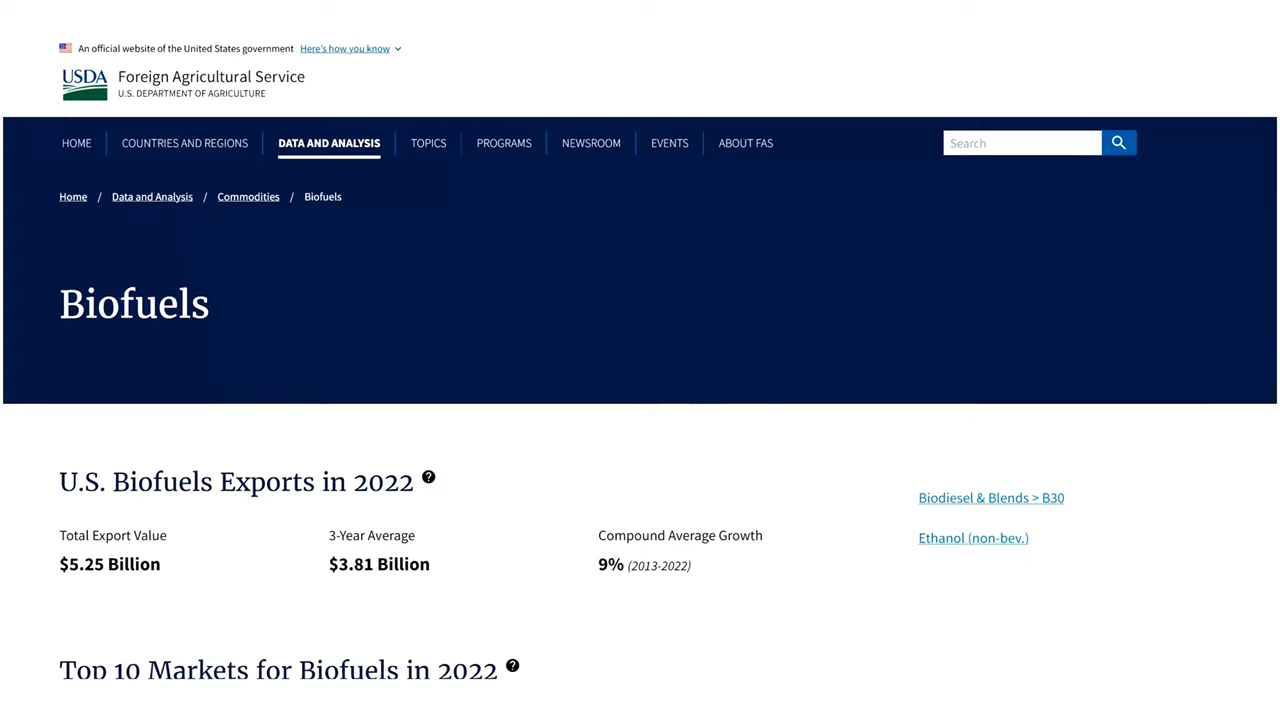 An official website of the United States government Here's how you know
USDA Foreign Agricultural Service
U.S. DEPARTMENT OF AGRICULTURE
HOME COUNTRIES AND REGIONS DATA AND ANALYSIS TOPICS PROGRAMS NEWSROOM EVENTS ABOUT FAS Search
Home / Data and Analysis / Commodities / Biofuels
Biofuels
U.S. Biofuels Exports in 2022 ?
Biodiesel & Blends > B30
Total Export Value 3-Year Average Compound Average Growth
Ethanol (non-bev.)
$5.25 Billion $3.81 Billion 9% (2013-2022)
Top 10 Markets for Biofuels in 2022 ?